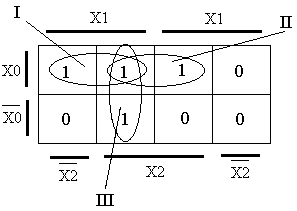 I II
X1 X1
X0 1 1 1 0
X̅0̅ 0 1 0 0
X̅2̅ X2 X̅2̅
III